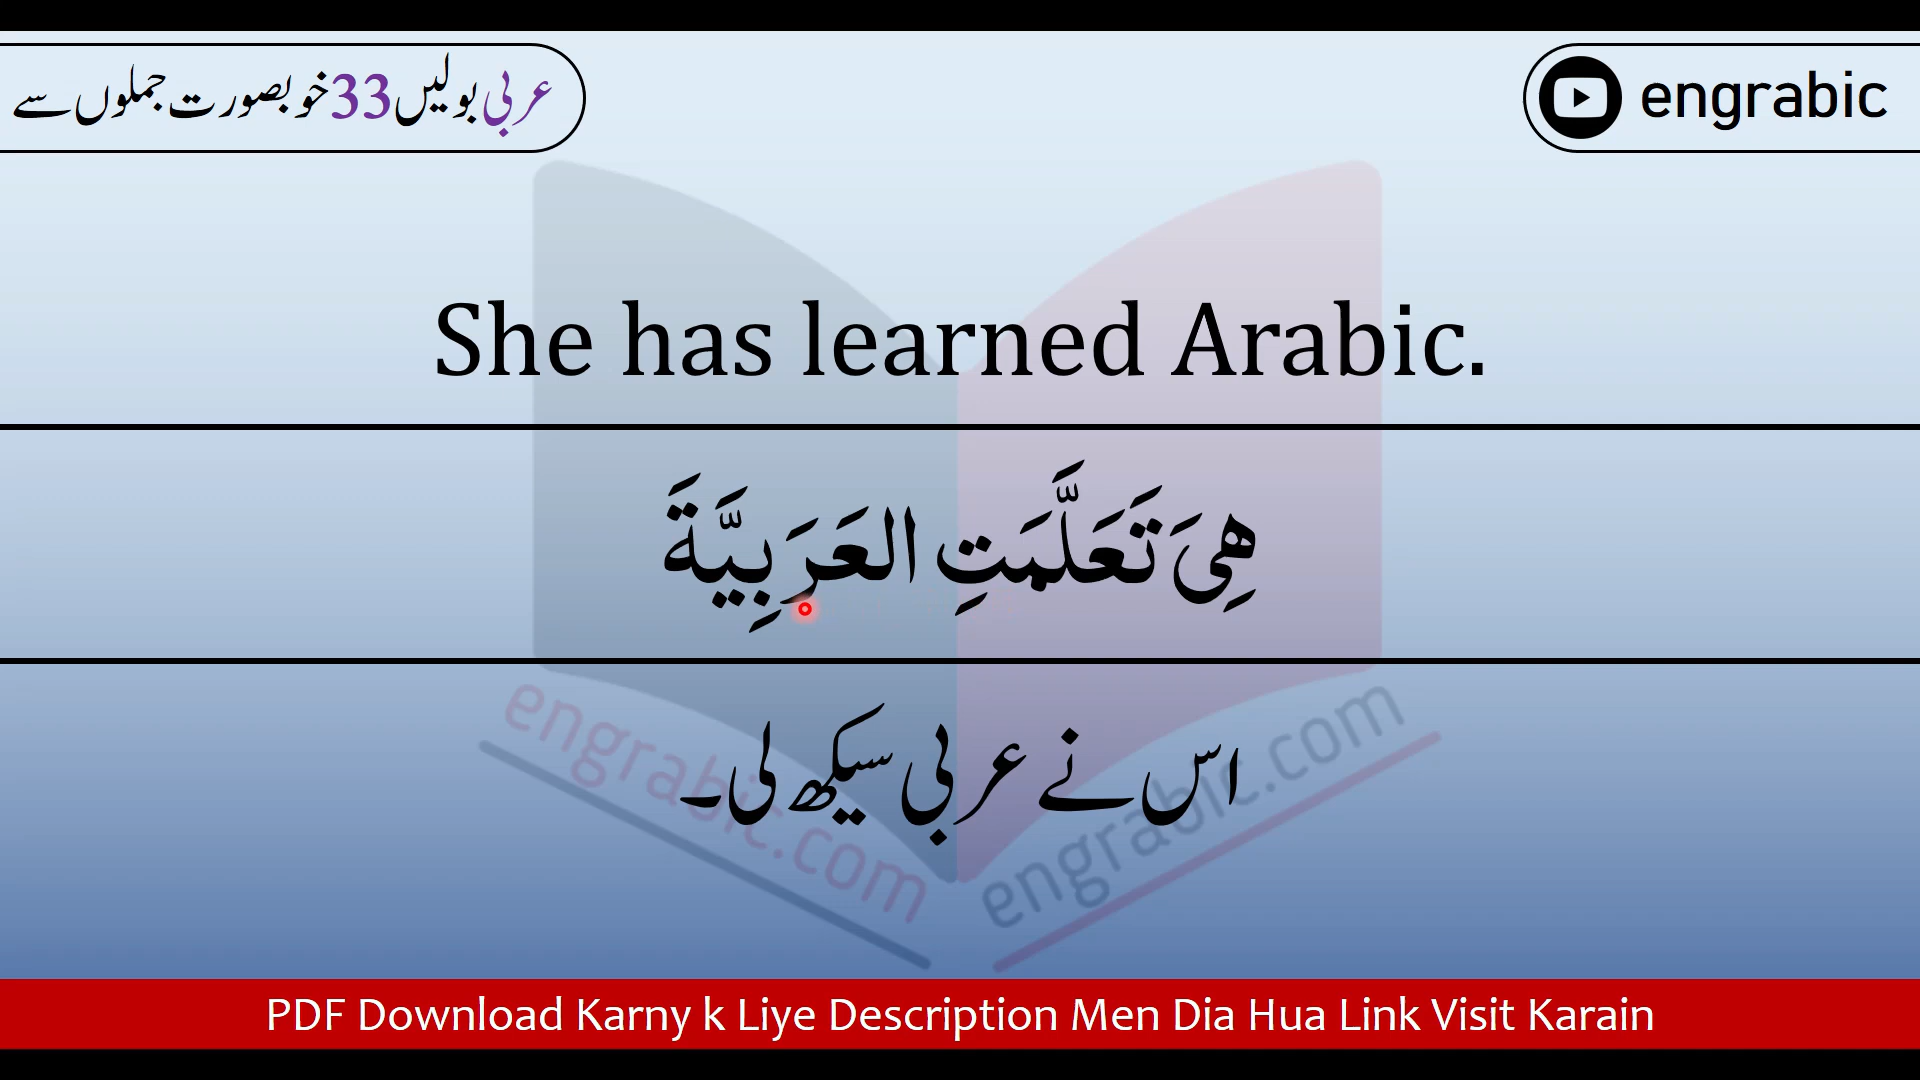 عربی بولیں 33 خوبصورت جملوں سے
engrabic
She has learned Arabic.
هِىَ تَعَلَّمَتِ العَرَبِيَّةَ
اس نے عربی سیکھ لی۔
engrabic.com
engrabic.com
PDF Download Karny k Liye Description Men Dia Hua Link Visit Karain